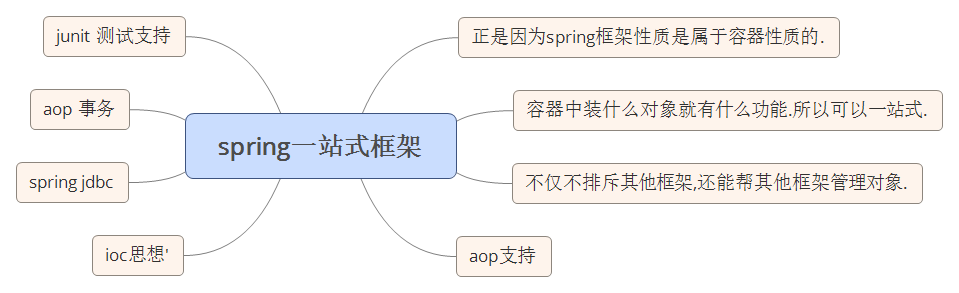 junit 测试支持
正是因为spring框架性质是属于容器性质的.
aop 事务
容器中装什么对象就有什么功能.所以可以一站式.
spring一站式框架
spring jdbc
不仅不排斥其他框架,还能帮其他框架管理对象.
ioc思想'
aop支持